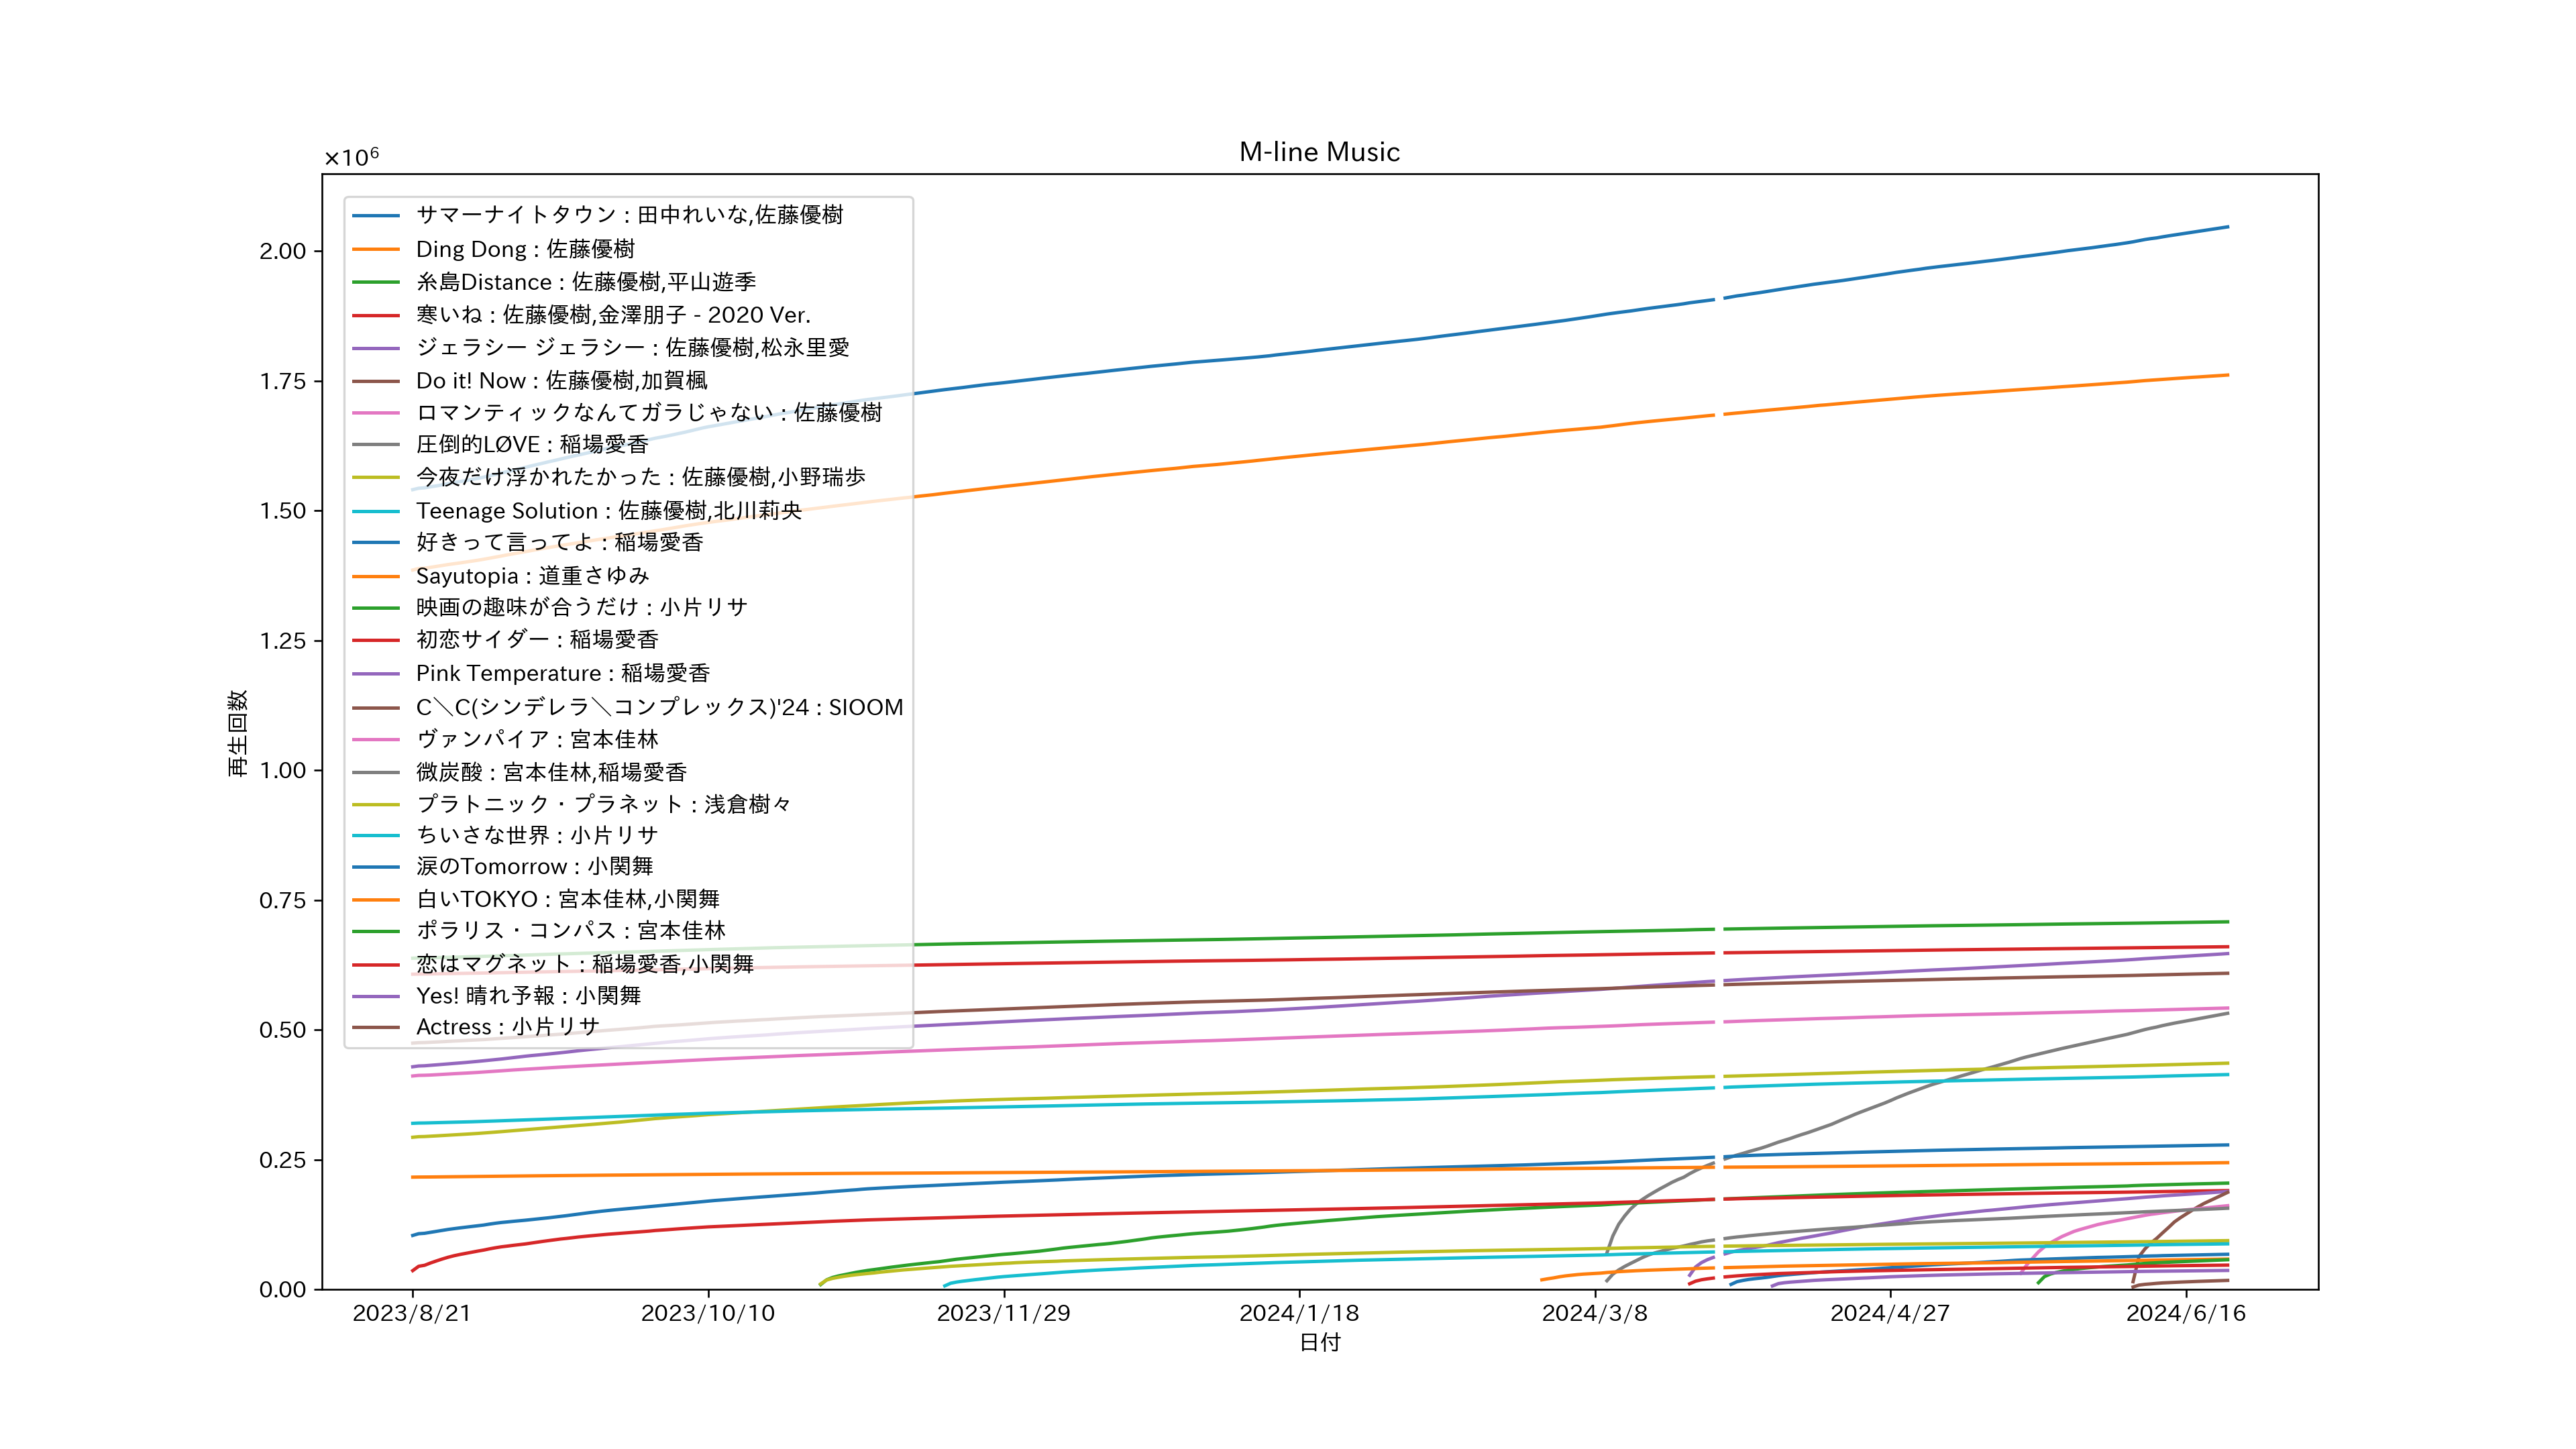 M-line Music
×10⁶
サマーナイトタウン : 田中れいな,佐藤優樹
Ding Dong : 佐藤優樹
糸島Distance : 佐藤優樹,平山遊季
寒いね : 佐藤優樹,金澤朋子 - 2020 Ver.
ジェラシー ジェラシー : 佐藤優樹,松永里愛
Do it! Now : 佐藤優樹,加賀楓
ロマンティックなんてガラじゃない : 佐藤優樹
圧倒的LØVE : 稲場愛香
今夜だけ浮かれたかった : 佐藤優樹,小野瑞歩
Teenage Solution : 佐藤優樹,北川莉央
好きって言ってよ : 稲場愛香
Sayutopia : 道重さゆみ
映画の趣味が合うだけ : 小片リサ
初恋サイダー : 稲場愛香
Pink Temperature : 稲場愛香
C＼C(シンデレラ＼コンプレックス)'24 : SIOOM
ヴァンパイア : 宮本佳林
微炭酸 : 宮本佳林,稲場愛香
プラトニック・プラネット : 浅倉樹々
ちいさな世界 : 小片リサ
涙のTomorrow : 小関舞
白いTOKYO : 宮本佳林,小関舞
ポラリス・コンパス : 宮本佳林
恋はマグネット : 稲場愛香,小関舞
Yes! 晴れ予報 : 小関舞
Actress : 小片リサ
2.00
1.75
1.50
1.25
1.00
0.75
0.50
0.25
0.00
再生回数
2023/8/21
2023/10/10
2023/11/29
2024/1/18
2024/3/8
2024/4/27
2024/6/16
日付